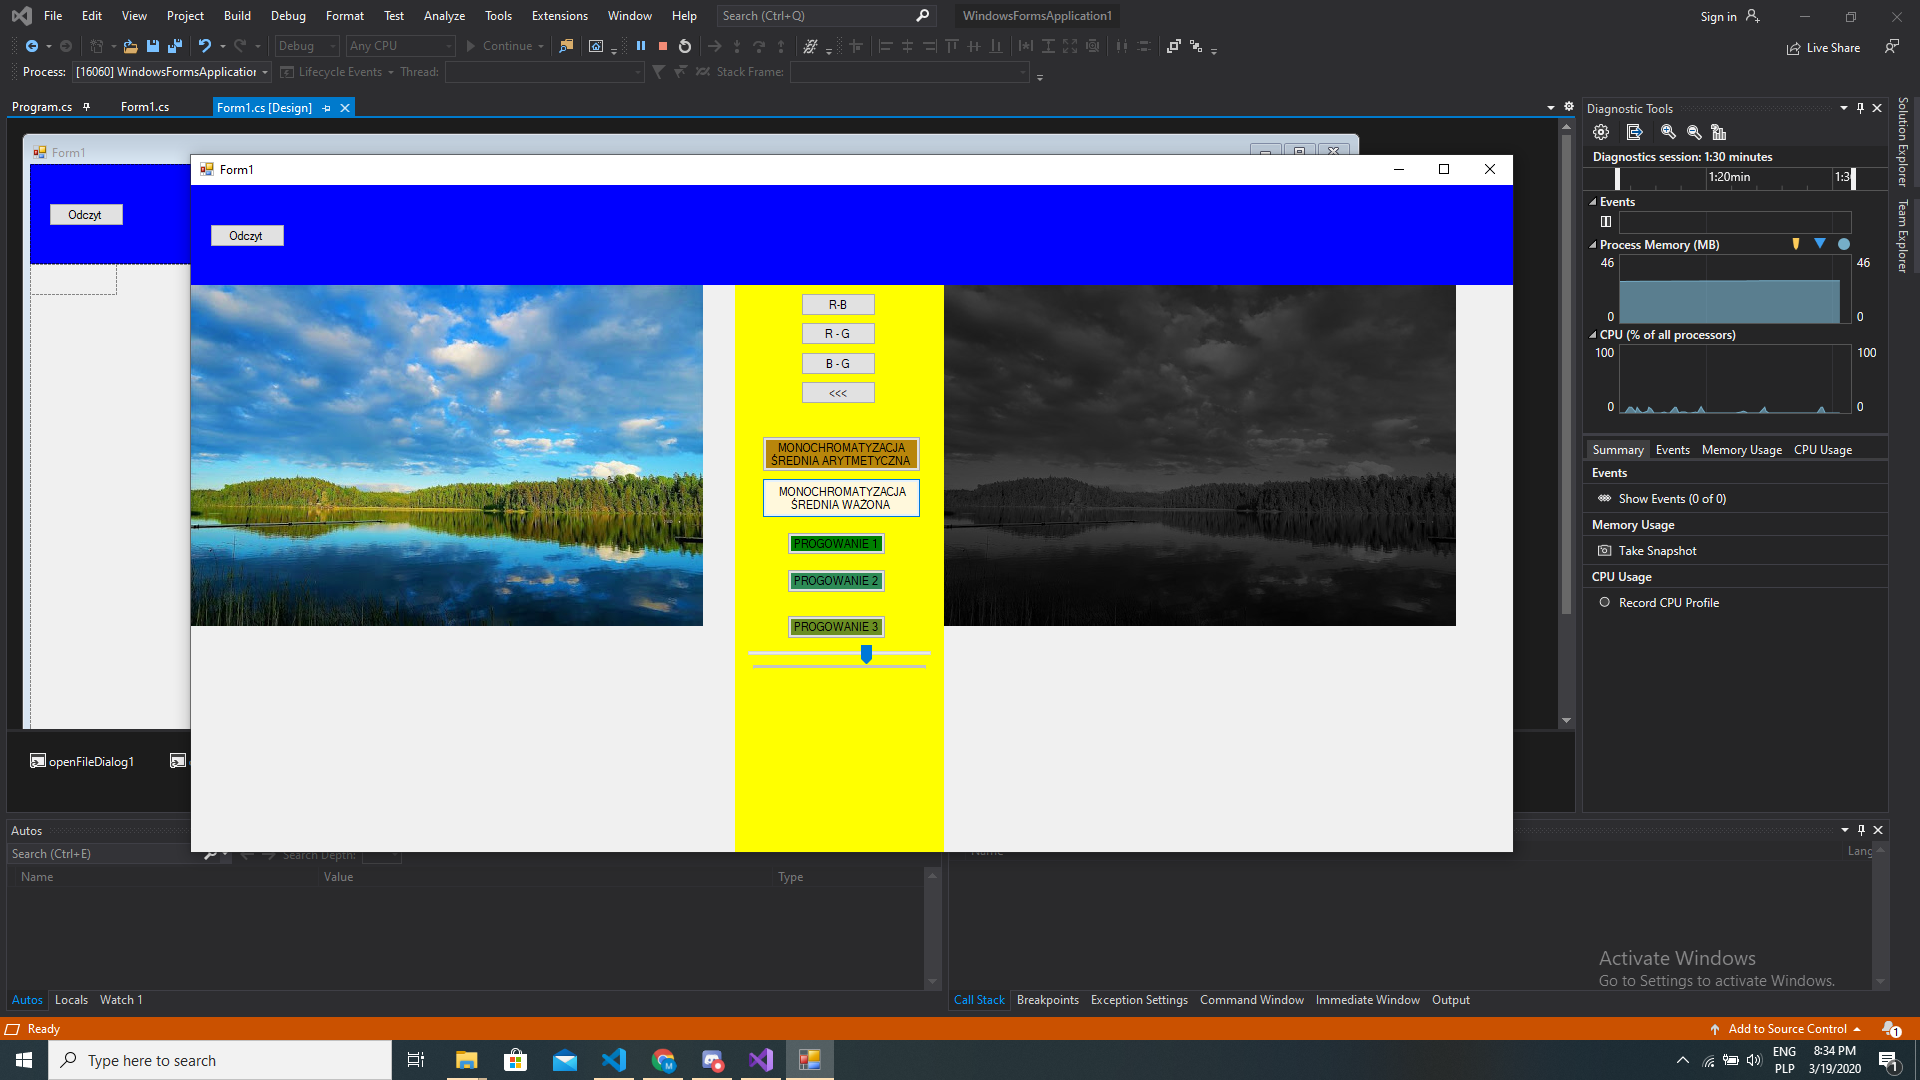 File Edit View Project Build Debug Format Test Analyze Tools Extensions Window Help Search (Ctrl+Q) WindowsFormsApplication1 Sign in
Debug Any CPU Continue Live Share
Process: [16060] WindowsFormsApplication Lifecycle Events Thread: Stack Frame:
Program.cs Form1.cs Form1.cs [Design]
Form1
Odczyt
Form1
Odczyt
R-B
R - G
B - G
<<<
MONOCHROMATYZACJA
ŚREDNIA ARYTMETYCZNA
MONOCHROMATYZACJA
ŚREDNIA WAŻONA
PROGOWANIE 1
PROGOWANIE 2
PROGOWANIE 3
openFileDialog1
Diagnostic Tools
Diagnostics session: 1:30 minutes
1:20min 1:3
Events
Process Memory (MB)
46 46
0 0
CPU (% of all processors)
100 100
0 0
Summary Events Memory Usage CPU Usage
Events
Show Events (0 of 0)
Memory Usage
Take Snapshot
CPU Usage
Record CPU Profile
Solution Explorer
Team Explorer
Autos
Search (Ctrl+E) Search Depth:
Name Value Type
Name Lang
Autos Locals Watch 1
Call Stack Breakpoints Exception Settings Command Window Immediate Window Output
Activate Windows
Go to Settings to activate Windows.
Ready Add to Source Control 1
Type here to search
ENG
PLP
8:34 PM
3/19/2020
1